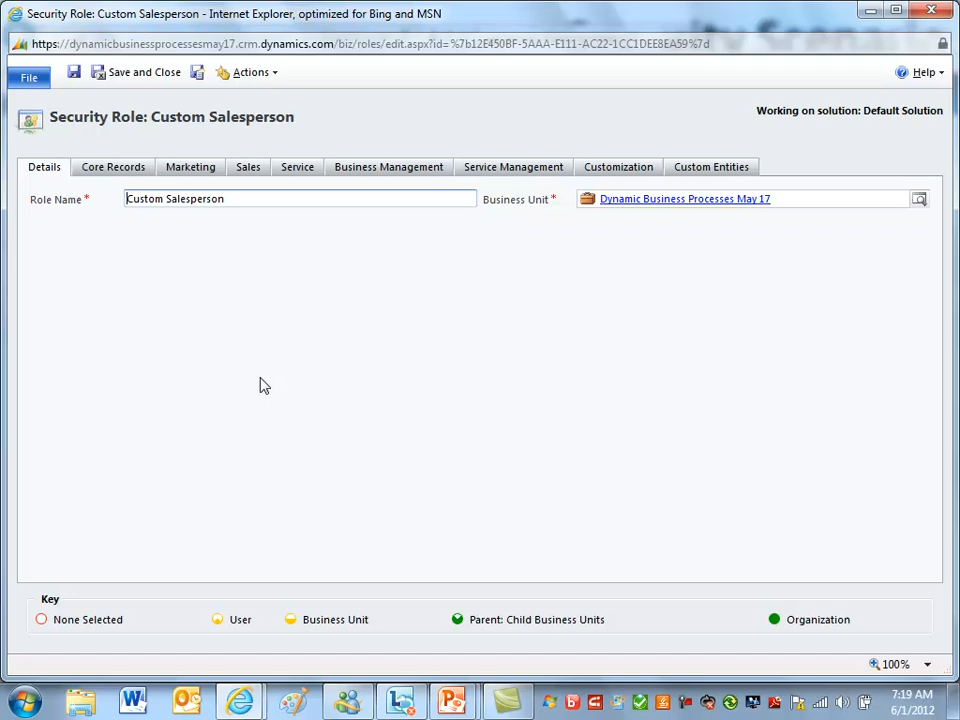 Security Role: Custom Salesperson - Internet Explorer, optimized for Bing and MSN
https://dynamicbusinessprocessesmay17.crm.dynamics.com/biz/roles/edit.aspx?id=%7b12E450BF-5AAA-E111-AC22-1CC1DEE8EA59%7d
File Save and Close Actions Help
Security Role: Custom Salesperson
Working on solution: Default Solution
Details Core Records Marketing Sales Service Business Management Service Management Customization Custom Entities
Role Name* Custom Salesperson Business Unit* Dynamic Business Processes May 17
Key
None Selected User Business Unit Parent: Child Business Units Organization
100%
7:19 AM
6/1/2012